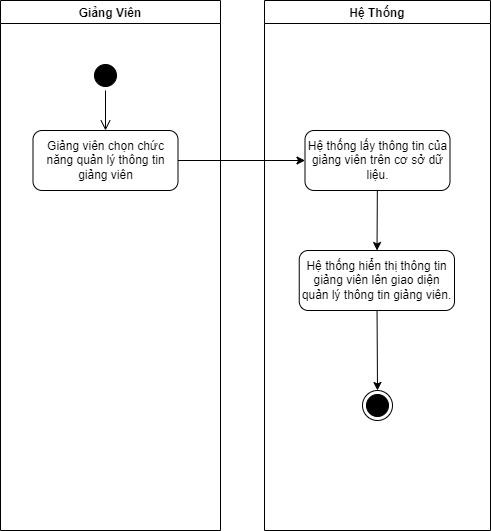 Giảng Viên
Hệ Thống
Giảng viên chọn chức
năng quản lý thông tin
giảng viên
Hệ thống lấy thông tin của
giảng viên trên cơ sở dữ
liệu.
Hệ thống hiển thị thông tin
giảng viên lên giao diện
quản lý thông tin giảng viên.